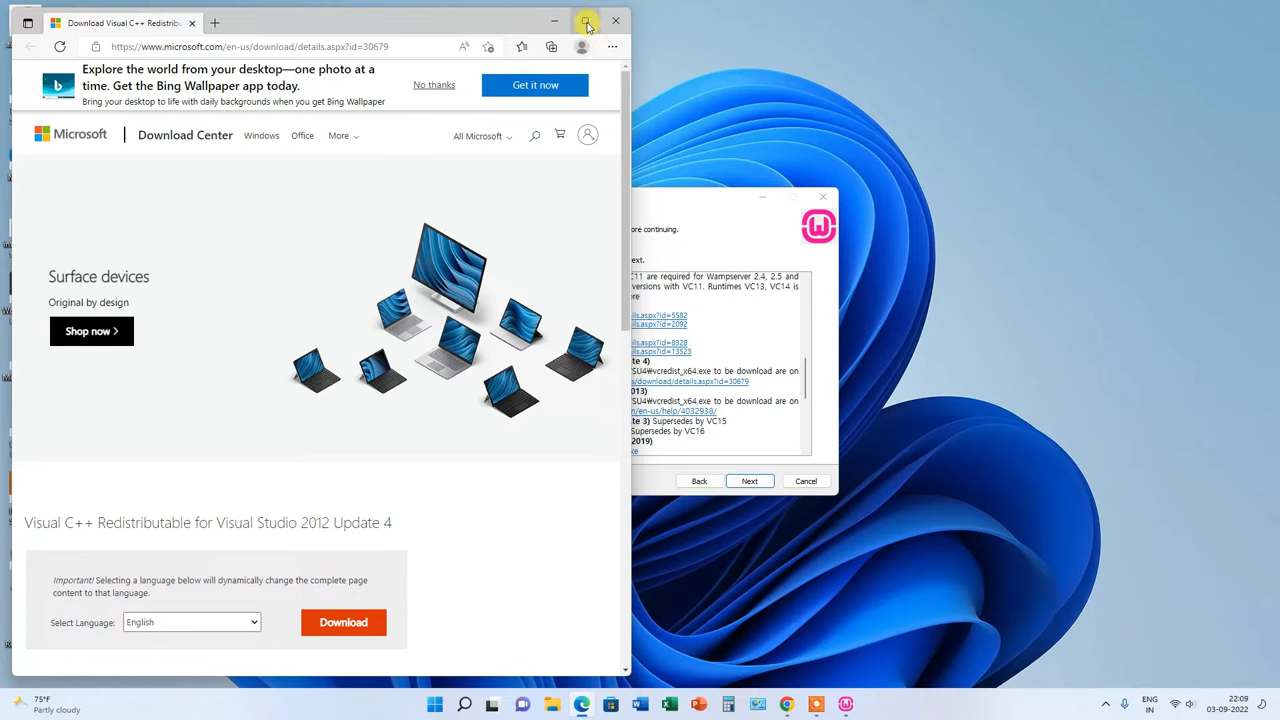 Download Visual C++ Redistribu
https://www.microsoft.com/en-us/download/details.aspx?id=30679
Explore the world from your desktop—one photo at a
time. Get the Bing Wallpaper app today.
Bring your desktop to life with daily backgrounds when you get Bing Wallpaper
No thanks
Get it now
Microsoft
Download Center
Windows
Office
More
All Microsoft
Surface devices
Original by design
Shop now
Visual C++ Redistributable for Visual Studio 2012 Update 4
Important! Selecting a language below will dynamically change the complete page
content to that language.
Select Language:
English
Download
ore continuing.
ext.
C11 are required for Wampserver 2.4, 2.5 and
versions with VC11. Runtimes VC13, VC14 is
re
ils.aspx?id=5582
ils.aspx?id=2092
ils.aspx?id=8328
ils.aspx?id=13523
te 4)
'SU4₩vcredist_x64.exe to be download are on
s/download/details.aspx?id=30679
013)
'SU4₩vcredist_x64.exe to be download are on
n/en-us/help/4032938/
te 3) Supersedes by VC15
Supersedes by VC16
2019)
xe
Back
Next
Cancel
75°F
Partly cloudy
ENG
IN
22:09
03-09-2022